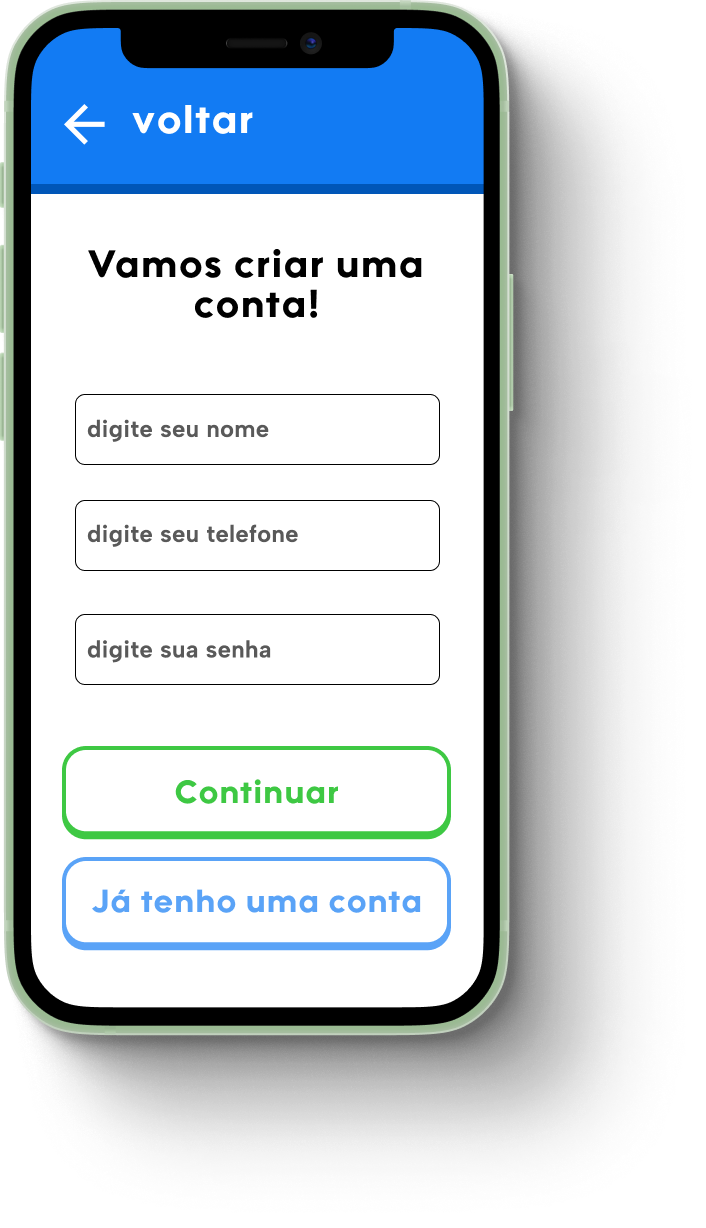 voltar
Vamos criar uma
conta!
digite seu nome
digite seu telefone
digite sua senha
Continuar
Já tenho uma conta